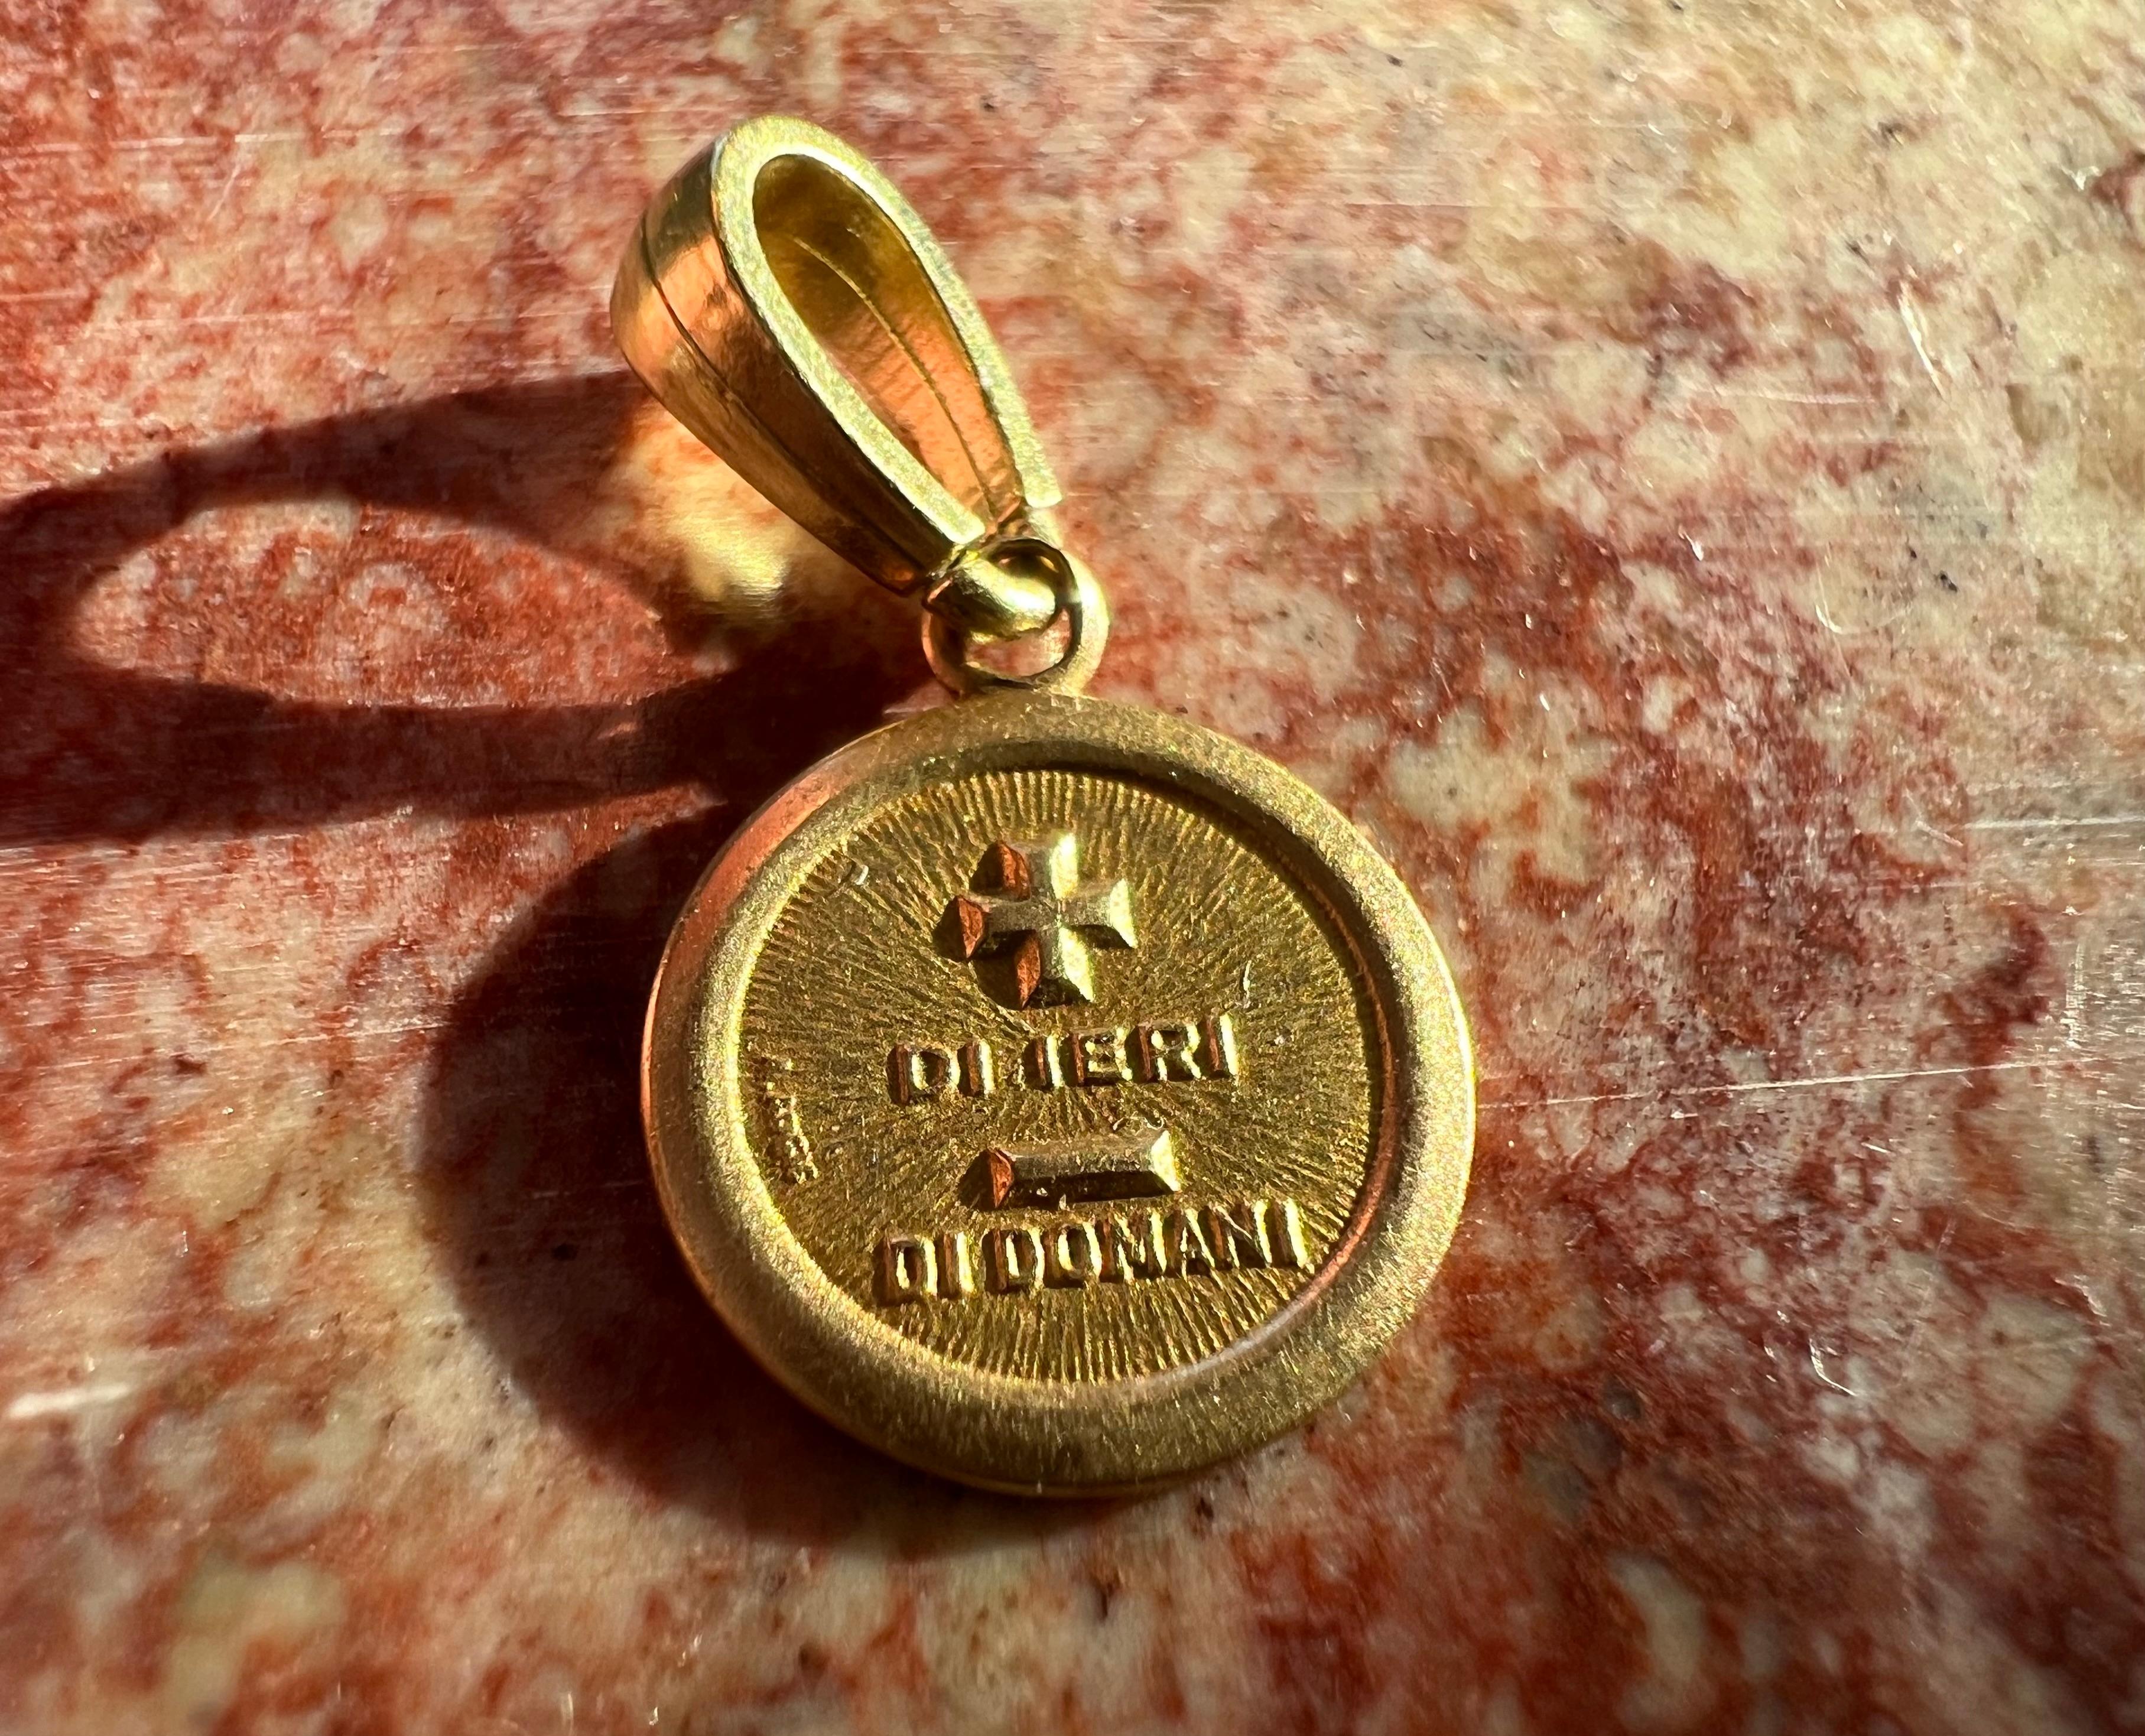 +
DI IERI
-
DI DOMANI